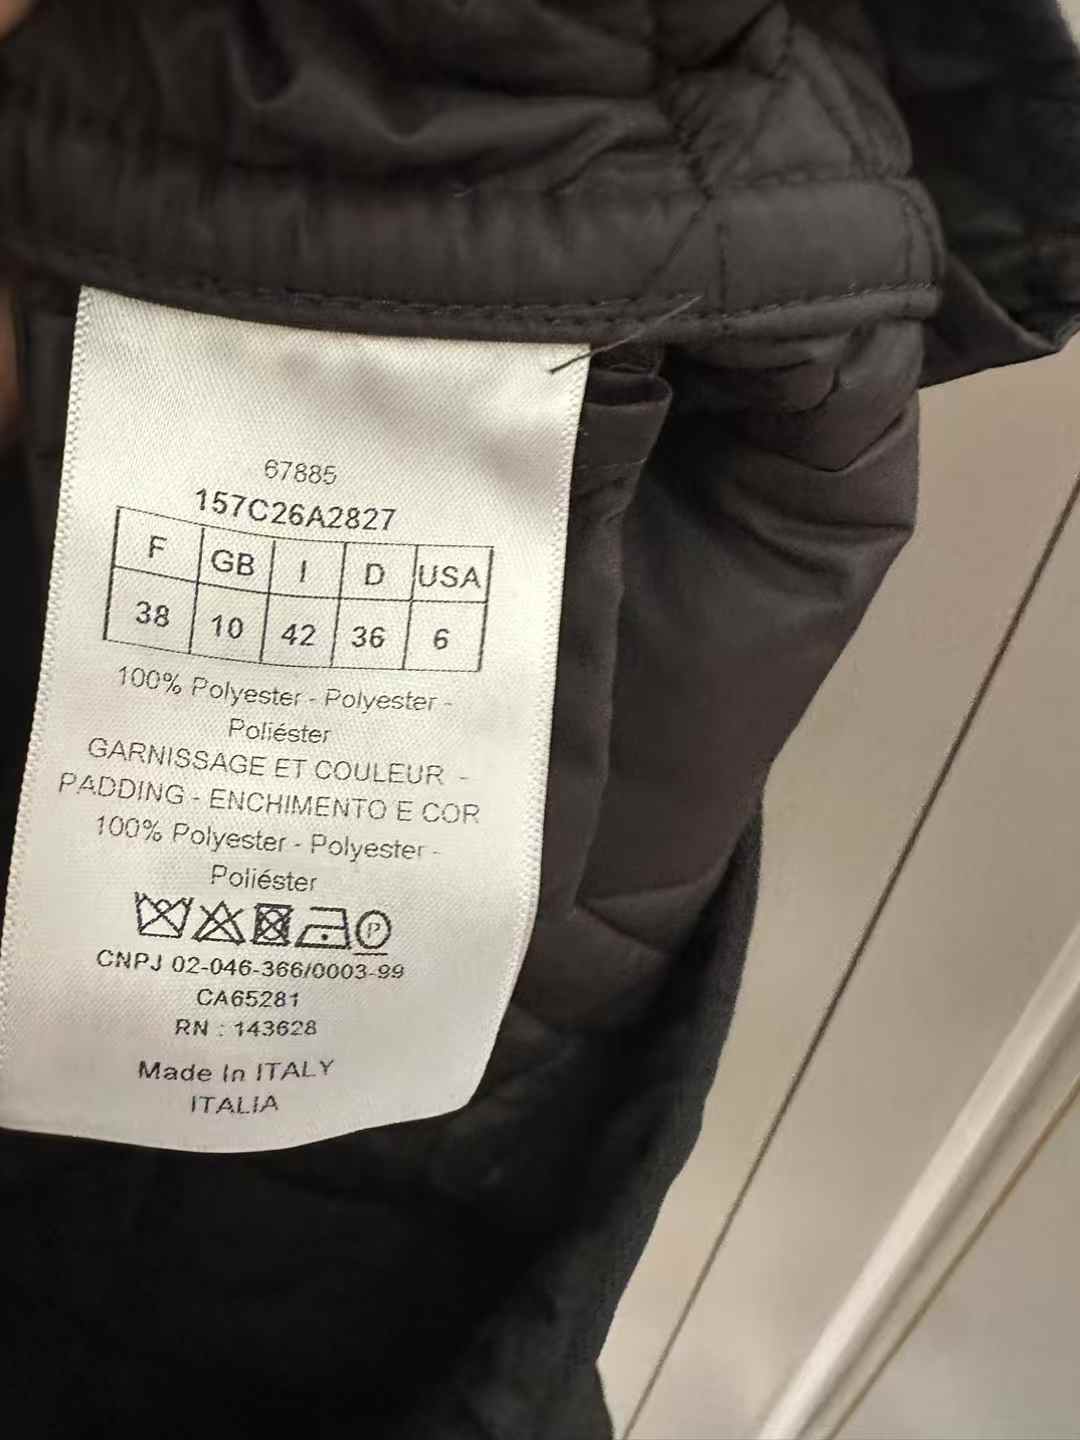 67885
157C26A2827
F GB I D USA
38 10 42 36 6
100% Polyester - Polyester -
Poliéster
GARNISSAGE ET COULEUR -
PADDING - ENCHIMENTO E COR
100% Polyester - Polyester -
Poliéster
P
CNPJ 02-046-366/0003-99
CA65281
RN : 143628
Made In ITALY
ITALIA